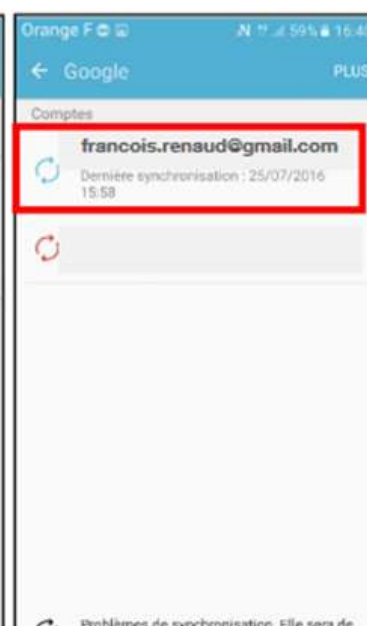 Orange F 59% 16:40
Google PLUS
Comptes
francois.renaud@gmail.com
Dernière synchronisation : 25/07/2016
15:58
Problèmes de synchronisation. Elle sera de